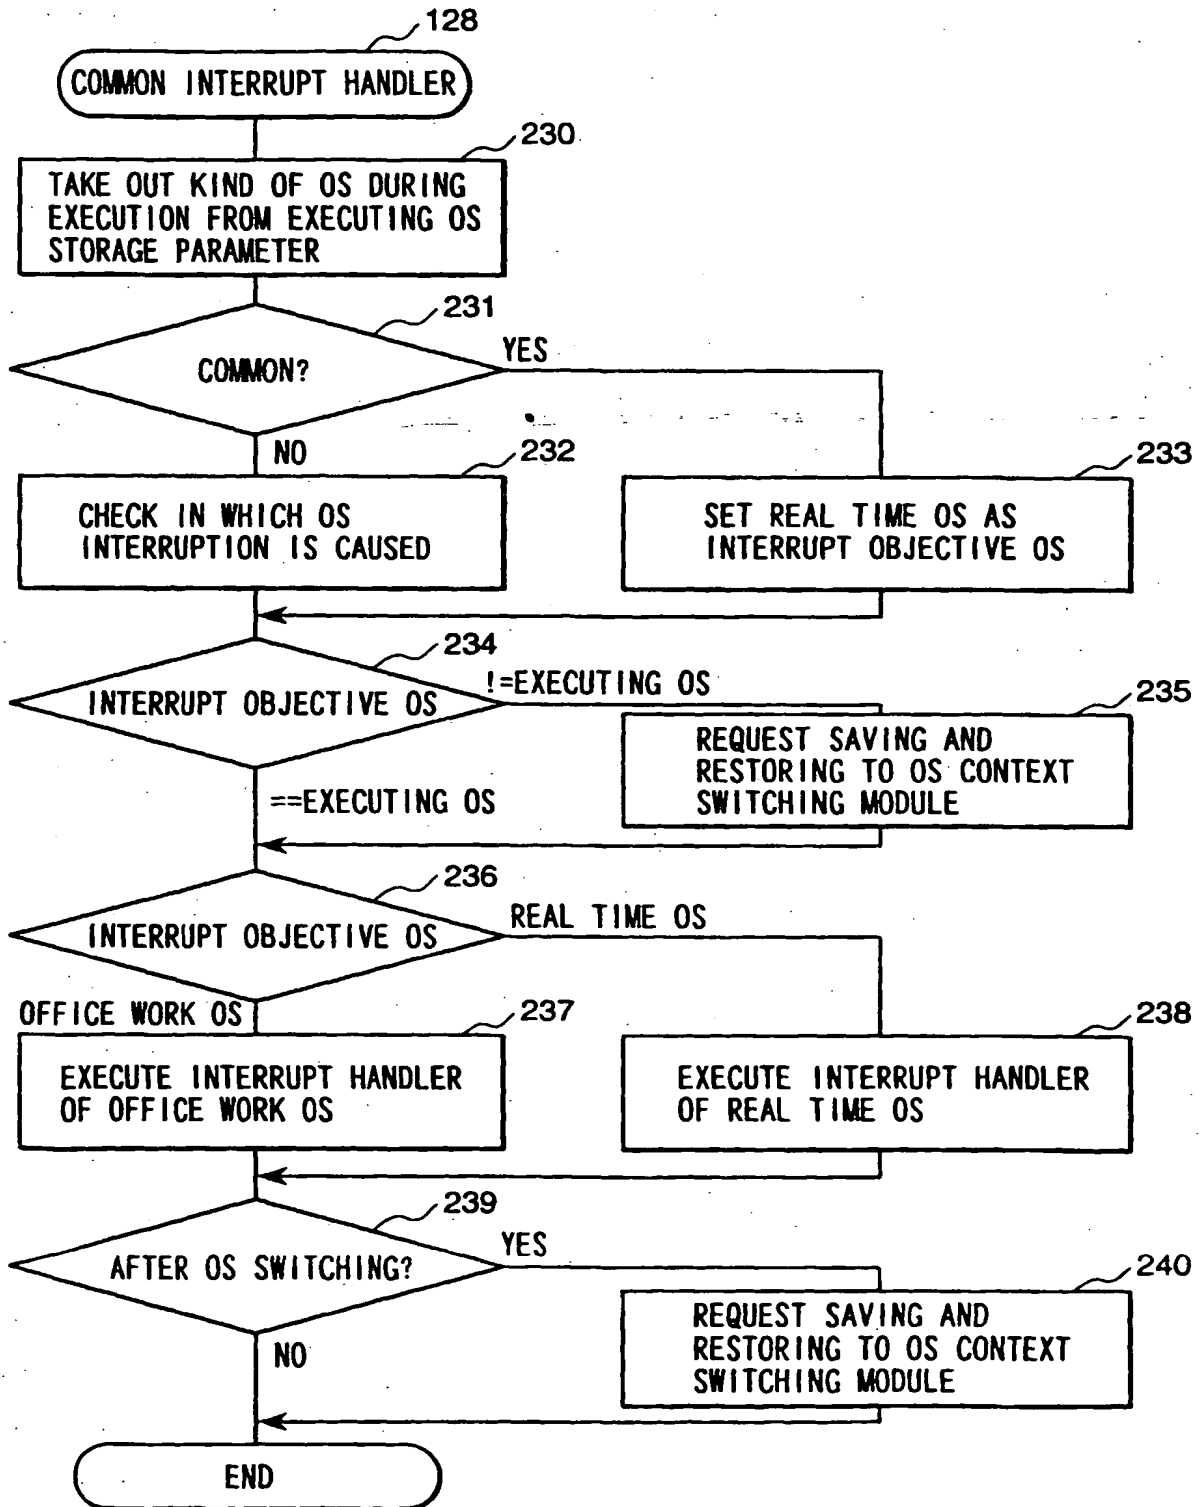 128
COMMON INTERRUPT HANDLER
230
TAKE OUT KIND OF OS DURING
EXECUTION FROM EXECUTING OS
STORAGE PARAMETER
231
COMMON?
YES
NO
232
CHECK IN WHICH OS
INTERRUPTION IS CAUSED
233
SET REAL TIME OS AS
INTERRUPT OBJECTIVE OS
234
INTERRUPT OBJECTIVE OS
!=EXECUTING OS
235
REQUEST SAVING AND
RESTORING TO OS CONTEXT
SWITCHING MODULE
==EXECUTING OS
236
INTERRUPT OBJECTIVE OS
REAL TIME OS
OFFICE WORK OS
237
EXECUTE INTERRUPT HANDLER
OF OFFICE WORK OS
238
EXECUTE INTERRUPT HANDLER
OF REAL TIME OS
239
AFTER OS SWITCHING?
YES
240
REQUEST SAVING AND
RESTORING TO OS CONTEXT
SWITCHING MODULE
NO
END